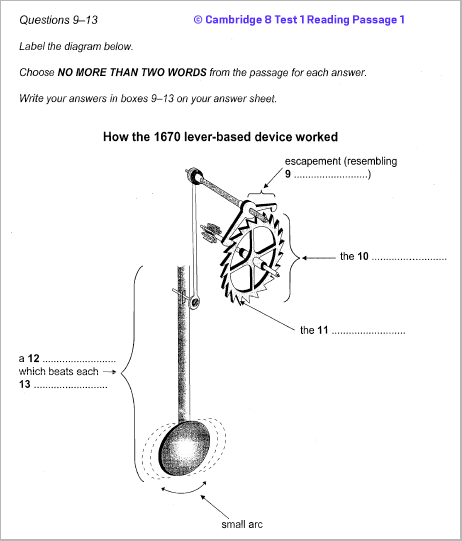 Questions 9–13
© Cambridge 8 Test 1 Reading Passage 1
Label the diagram below.
Choose NO MORE THAN TWO WORDS from the passage for each answer.
Write your answers in boxes 9–13 on your answer sheet.
How the 1670 lever-based device worked
escapement (resembling
9 .........................)
the 10 .........................
the 11 .........................
a 12 .........................
which beats each
13 .........................
small arc